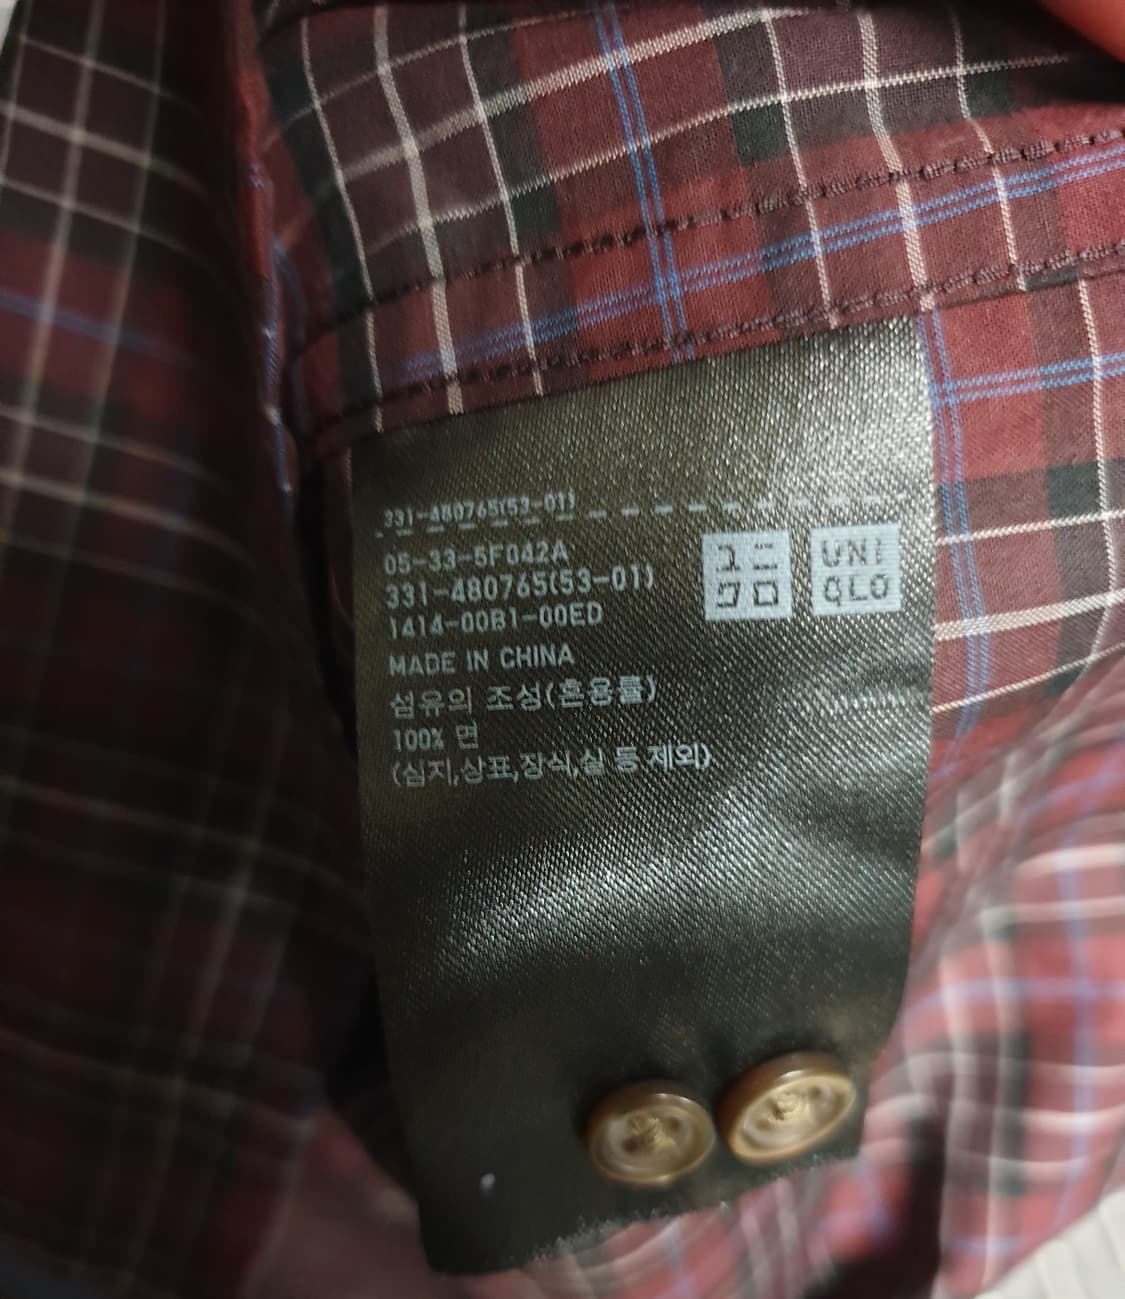 331-480765(53-01)
05-33-5F042A
331-480765(53-01)
1414-00B1-00ED
ユニ
クロ
UNI
QLO
MADE IN CHINA
섬유의 조성(혼용률)
100% 면
(심지,상표,장식,실 등 제외)